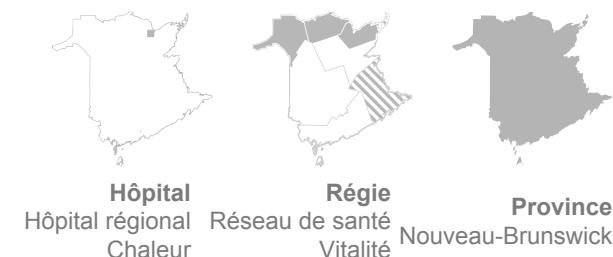 Hôpital
Hôpital régional
Chaleur
Régie
Réseau de santé
Vitalité
Province
Nouveau-Brunswick